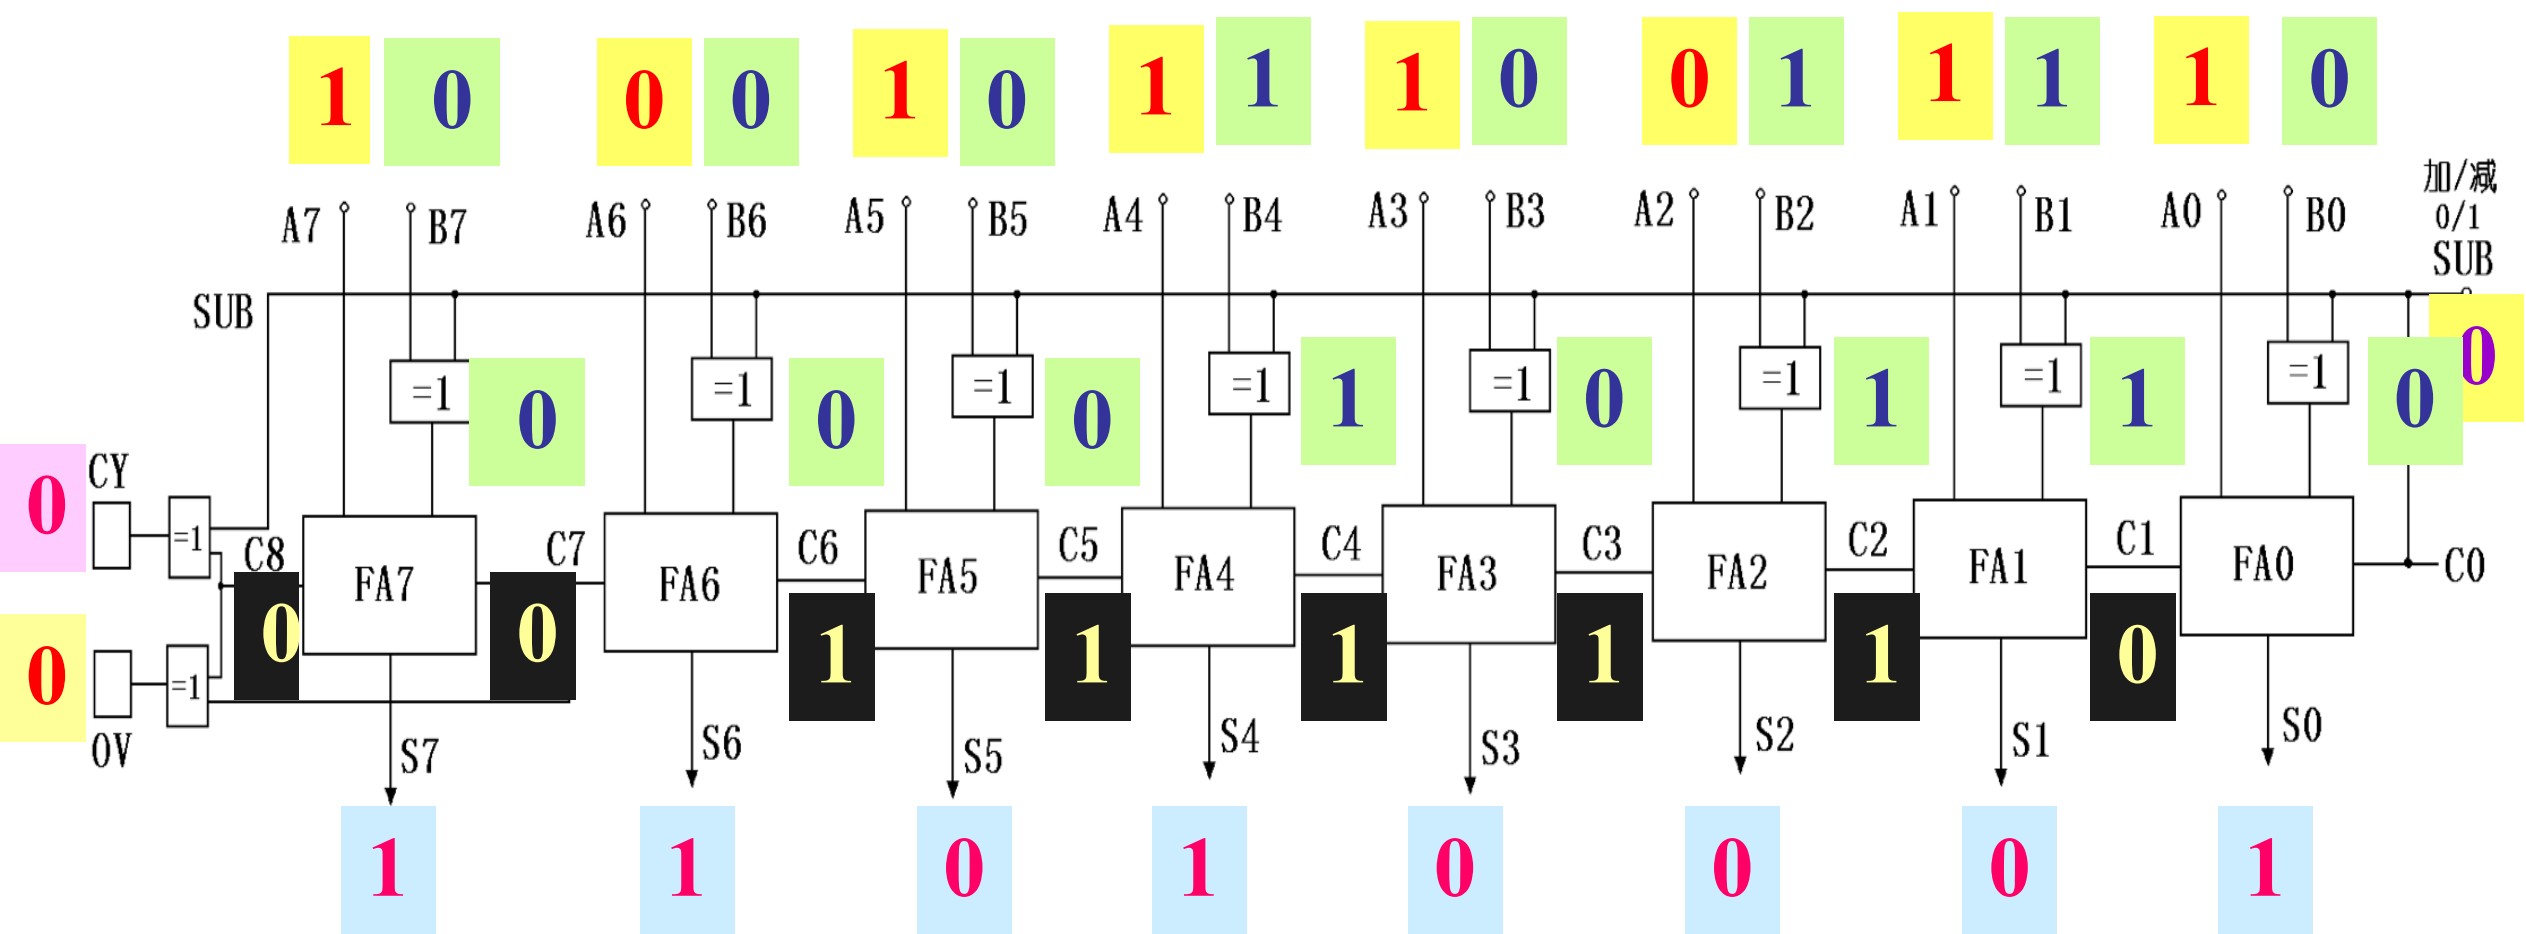 1 0 0 0 1 0 1 1 1 0 0 1 1 1 1 0
加/减
0/1
SUB
A7 B7 A6 B6 A5 B5 A4 B4 A3 B3 A2 B2 A1 B1 A0 B0
SUB
0
=1 =1 =1 =1 =1 =1 =1 =1
0 0 0 1 0 1 1 0
CY
0
=1
C8 C7 C6 C5 C4 C3 C2 C1 C0
FA7 FA6 FA5 FA4 FA3 FA2 FA1 FA0
0 0 1 1 1 1 1 0
0
=1
OV
S7 S6 S5 S4 S3 S2 S1 S0
1 1 0 1 0 0 0 1